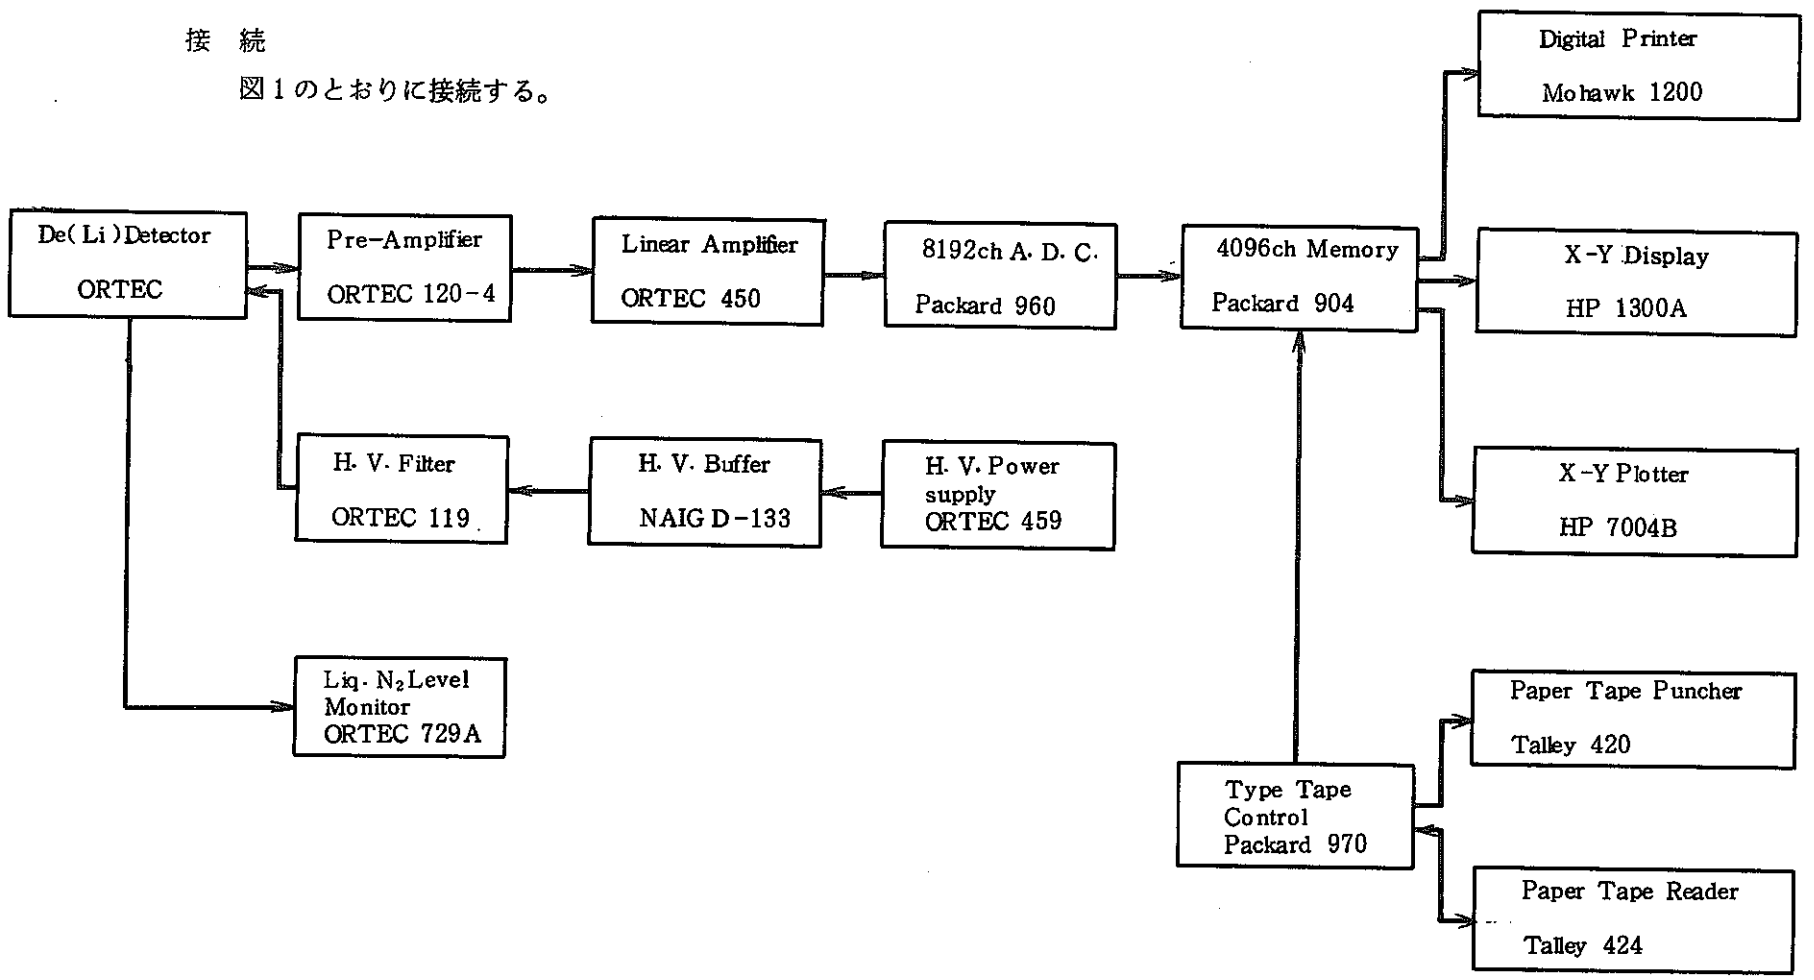 接 続
図1のとおりに接続する。
Digital Printer
Mohawk 1200
De(Li)Detector
ORTEC
Pre-Amplifier
ORTEC 120-4
Linear Amplifier
ORTEC 450
8192ch A.D.C.
Packard 960
4096ch Memory
Packard 904
X-Y Display
HP 1300A
H.V.Filter
ORTEC 119
H.V.Buffer
NAIG D-133
H.V.Power
supply
ORTEC 459
X-Y Plotter
HP 7004B
Liq.N₂Level
Monitor
ORTEC 729A
Paper Tape Puncher
Talley 420
Type Tape
Control
Packard 970
Paper Tape Reader
Talley 424